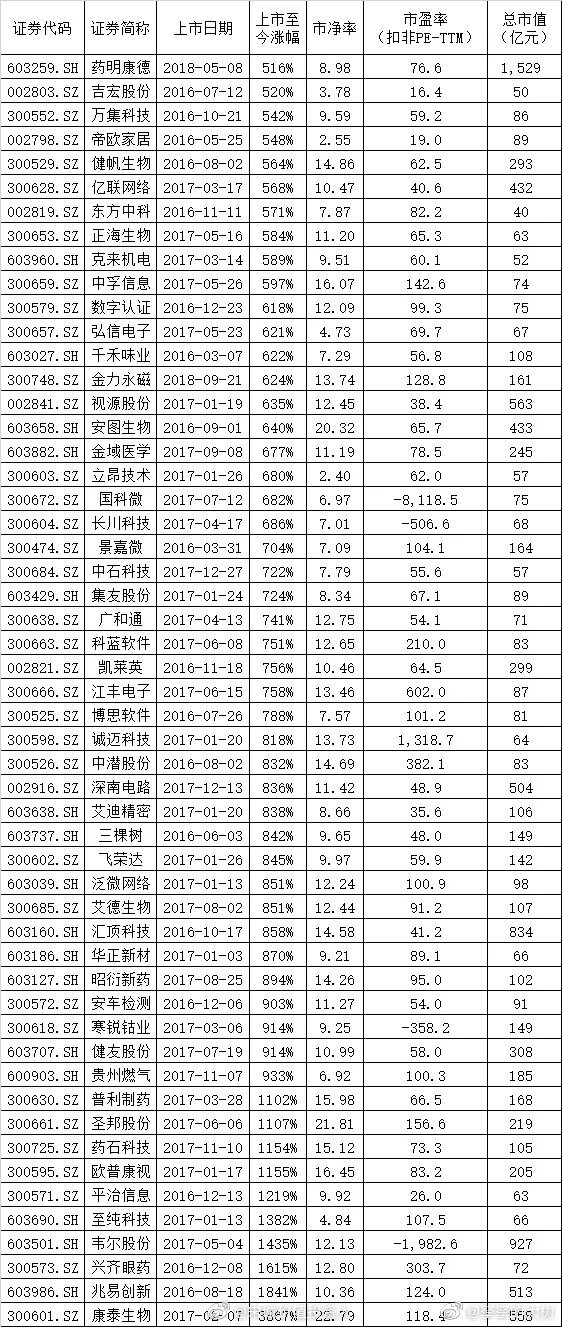 证券代码 证券简称 上市日期 上市至今涨幅 市净率 市盈率（扣非PE-TTM） 总市值（亿元）
603259.SH 药明康德 2018-05-08 516% 8.98 76.6 1,529
002803.SZ 吉宏股份 2016-07-12 520% 3.78 16.4 50
300552.SZ 万集科技 2016-10-21 542% 9.59 59.2 86
002798.SZ 帝欧家居 2016-05-25 548% 2.55 19.0 89
300529.SZ 健帆生物 2016-08-02 564% 14.86 62.5 293
300628.SZ 亿联网络 2017-03-17 568% 10.47 40.6 432
002819.SZ 东方中科 2016-11-11 571% 7.87 82.2 40
300653.SZ 正海生物 2017-05-16 584% 11.20 65.3 63
603960.SH 克来机电 2017-03-14 589% 9.51 60.1 52
300659.SZ 中孚信息 2017-05-26 597% 16.07 142.6 74
300579.SZ 数字认证 2016-12-23 618% 12.09 99.3 75
300657.SZ 弘信电子 2017-05-23 621% 4.73 69.7 67
603027.SH 千禾味业 2016-03-07 622% 7.29 56.8 108
300748.SZ 金力永磁 2018-09-21 624% 13.74 128.8 161
002841.SZ 视源股份 2017-01-19 635% 12.45 38.4 563
603658.SH 安图生物 2016-09-01 640% 20.32 65.7 433
603882.SH 金域医学 2017-09-08 677% 11.19 78.5 245
300603.SZ 立昂技术 2017-01-26 680% 2.40 62.0 57
300672.SZ 国科微 2017-07-12 682% 6.97 -8,118.5 75
300604.SZ 长川科技 2017-04-17 686% 7.01 -506.6 68
300474.SZ 景嘉微 2016-03-31 704% 7.09 104.1 164
300684.SZ 中石科技 2017-12-27 722% 7.79 55.6 57
603429.SH 集友股份 2017-01-24 724% 8.34 67.1 89
300638.SZ 广和通 2017-04-13 741% 12.75 54.1 71
300663.SZ 科蓝软件 2017-06-08 751% 12.65 210.0 83
002821.SZ 凯莱英 2016-11-18 756% 10.46 64.5 299
300666.SZ 江丰电子 2017-06-15 758% 13.46 602.0 87
300525.SZ 博思软件 2016-07-26 788% 7.57 101.2 81
300598.SZ 诚迈科技 2017-01-20 818% 13.73 1,318.7 64
300526.SZ 中潜股份 2016-08-02 832% 14.69 382.1 83
002916.SZ 深南电路 2017-12-13 836% 11.42 48.9 504
603638.SH 艾迪精密 2017-01-20 838% 8.66 35.6 106
603737.SH 三棵树 2016-06-03 842% 9.65 48.0 149
300602.SZ 飞荣达 2017-01-26 845% 9.97 59.9 142
603039.SH 泛微网络 2017-01-13 851% 12.24 100.9 98
300685.SZ 艾德生物 2017-08-02 851% 12.44 91.2 107
603160.SH 汇顶科技 2016-10-17 858% 14.58 41.2 834
603186.SH 华正新材 2017-01-03 870% 9.21 89.1 66
603127.SH 昭衍新药 2017-08-25 894% 14.26 95.0 102
300572.SZ 安车检测 2016-12-06 903% 11.27 54.0 91
300618.SZ 寒锐钴业 2017-03-06 914% 9.25 -358.2 149
603707.SH 健友股份 2017-07-19 914% 10.99 58.0 308
600903.SH 贵州燃气 2017-11-07 933% 6.92 100.3 185
300630.SZ 普利制药 2017-03-28 1102% 15.98 66.5 168
300661.SZ 圣邦股份 2017-06-06 1107% 21.81 156.6 219
300725.SZ 药石科技 2017-11-10 1154% 15.12 73.3 105
300595.SZ 欧普康视 2017-01-17 1155% 16.45 83.2 205
300571.SZ 平治信息 2016-12-13 1219% 9.92 26.0 63
603690.SH 至纯科技 2017-01-13 1382% 4.84 107.5 66
603501.SH 韦尔股份 2017-05-04 1435% 12.13 -1,982.6 927
300573.SZ 兴齐眼药 2016-12-08 1615% 12.80 303.7 72
603986.SH 兆易创新 2016-08-18 1841% 10.36 124.0 513
300601.SZ 康泰生物 2017-02-07 3867% 22.79 118.4 558